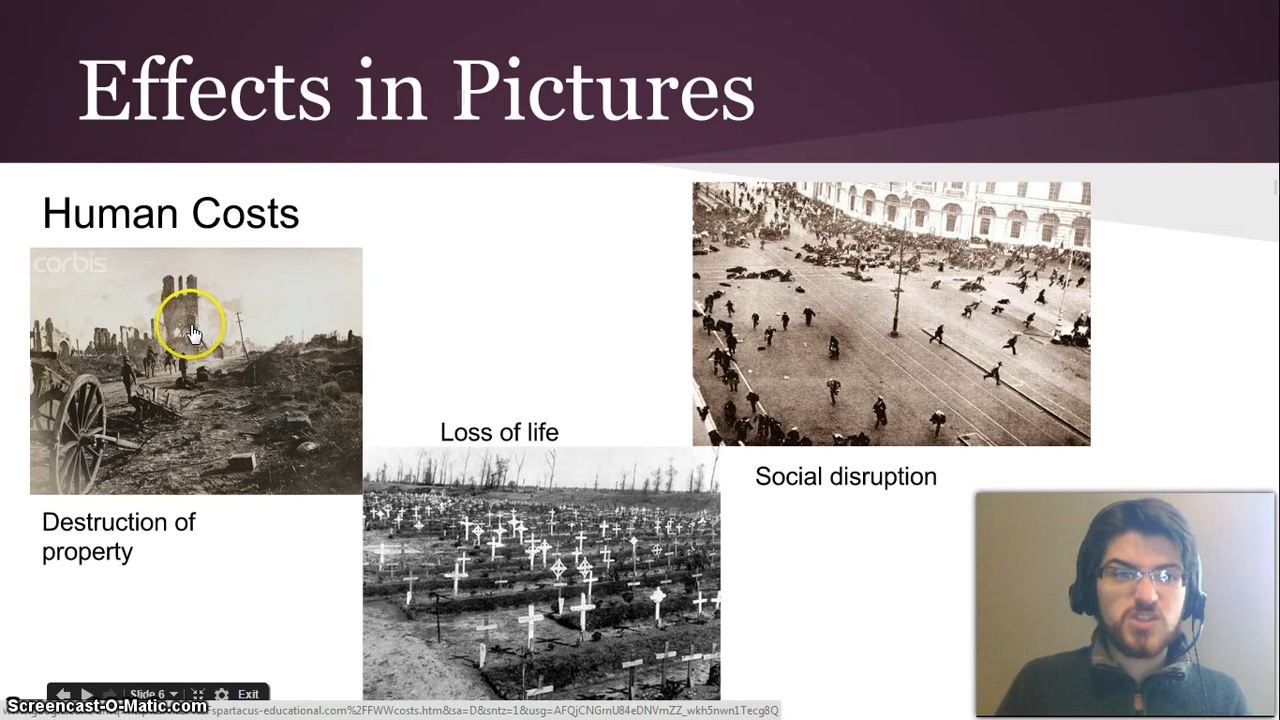 Effects in Pictures
Human Costs
corbis
Loss of life
Social disruption
Destruction of
property
Slide 6
Exit
Screencast-O-Matic.com
spartacus-educational.com%2FFWWcosts.htm&sa=D&sntz=1&usg=AFQjCNGrnU84eDNVmZZ_wkh5nwn1Tecg8Q